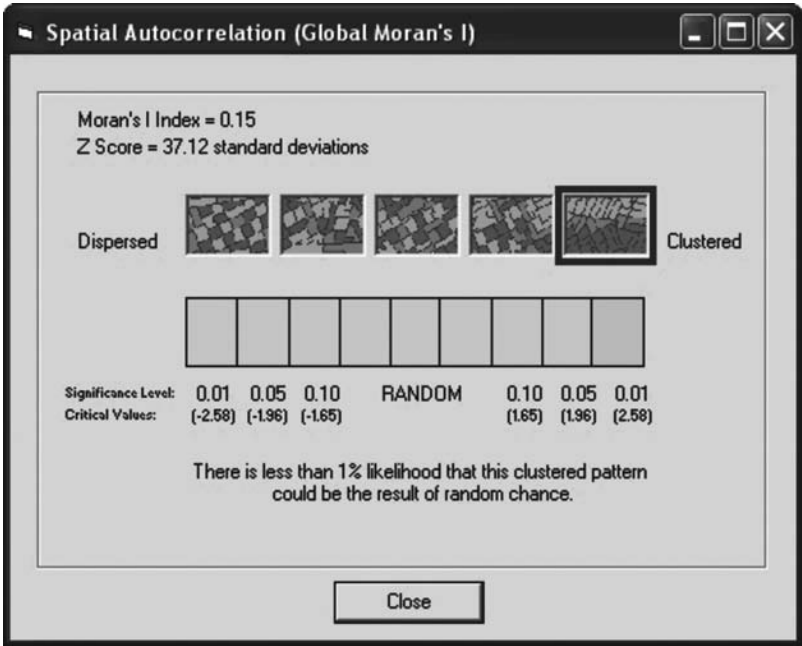 Spatial Autocorrelation (Global Moran's I)
Moran's I Index = 0.15
Z Score = 37.12 standard deviations
Dispersed Clustered
Significance Level: 0.01 0.05 0.10 RANDOM 0.10 0.05 0.01
Critical Values: (-2.58) (-1.96) (-1.65) (1.65) (1.96) (2.58)
There is less than 1% likelihood that this clustered pattern
could be the result of random chance.
Close